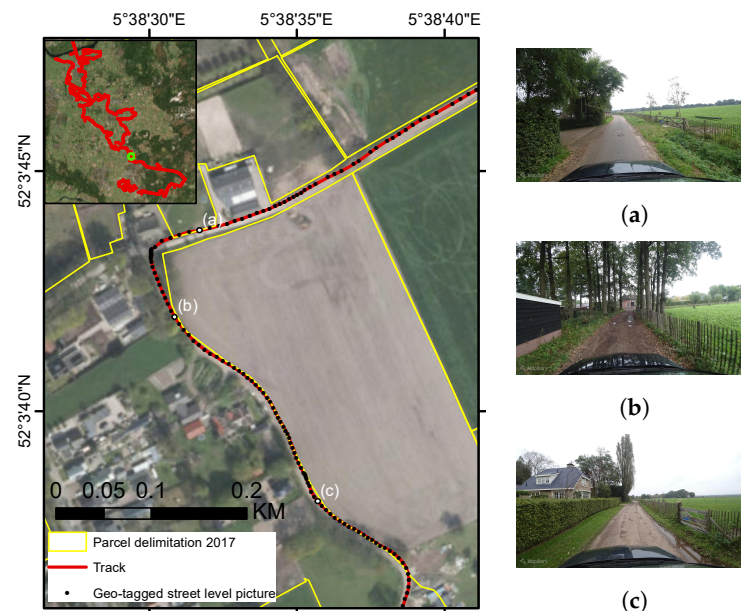 5°38'30"E
5°38'35"E
5°38'40"E
52°3'45"N
52°3'40"N
(a)
(b)
(c)
0 0.05 0.1 0.2
KM
Parcel delimitation 2017
Track
Geo-tagged street level picture
(a)
(b)
(c)